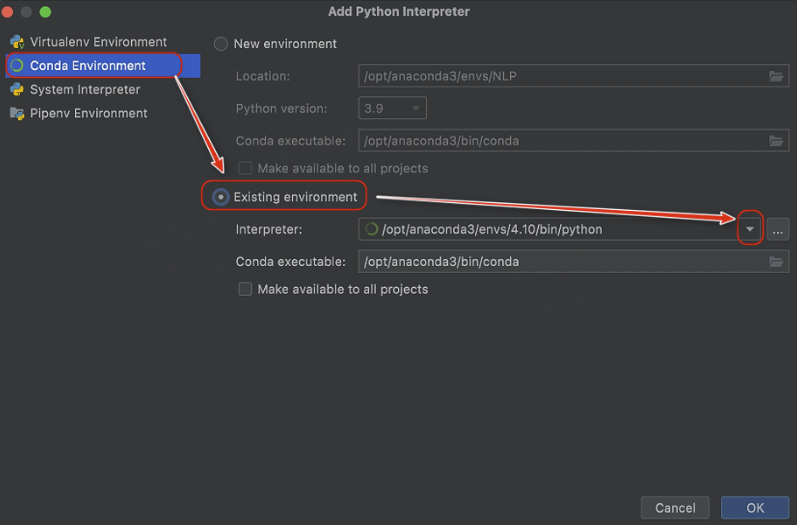 Add Python Interpreter
Virtualenv Environment
Conda Environment
System Interpreter
Pipenv Environment
New environment
Location: /opt/anaconda3/envs/NLP
Python version: 3.9
Conda executable: /opt/anaconda3/bin/conda
Make available to all projects
Existing environment
Interpreter: /opt/anaconda3/envs/4.10/bin/python ...
Conda executable: /opt/anaconda3/bin/conda
Make available to all projects
Cancel OK